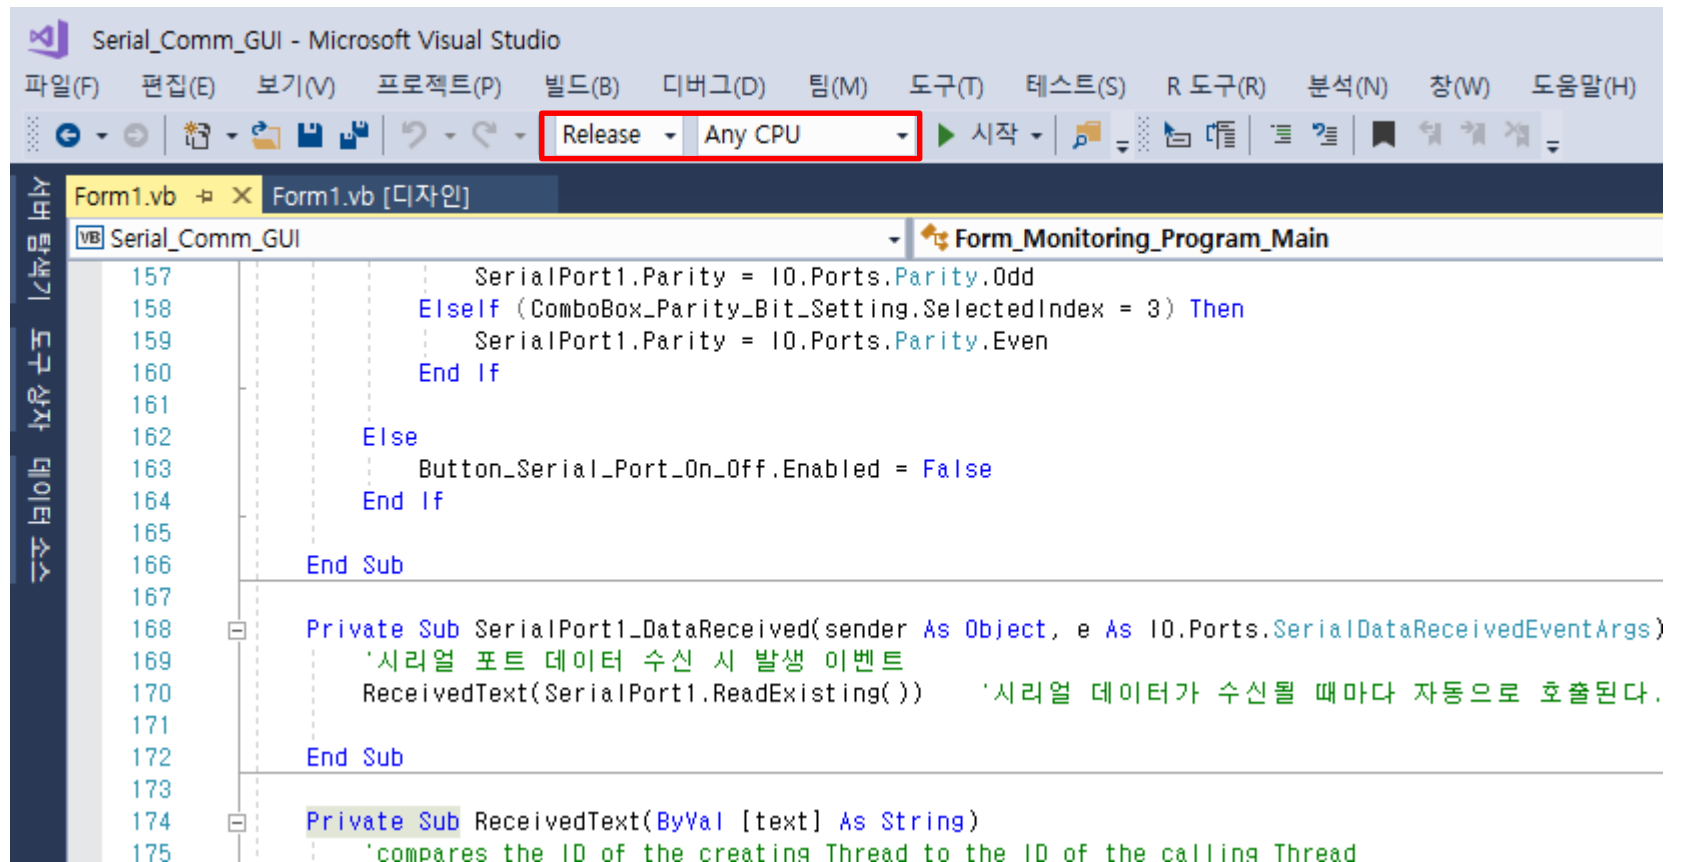 Serial_Comm_GUI - Microsoft Visual Studio
파일(F) 편집(E) 보기(V) 프로젝트(P) 빌드(B) 디버그(D) 팀(M) 도구(T) 테스트(S) R 도구(R) 분석(N) 창(W) 도움말(H)
Release Any CPU 시작
서버 탐색기 도구 상자 데이터 소스
Form1.vb Form1.vb [디자인]
VB Serial_Comm_GUI Form_Monitoring_Program_Main
157 SerialPort1.Parity = IO.Ports.Parity.Odd
158 ElseIf (ComboBox_Parity_Bit_Setting.SelectedIndex = 3) Then
159 SerialPort1.Parity = IO.Ports.Parity.Even
160 End If
161
162 Else
163 Button_Serial_Port_On_Off.Enabled = False
164 End If
165
166 End Sub
167
168 Private Sub SerialPort1_DataReceived(sender As Object, e As IO.Ports.SerialDataReceivedEventArgs)
169 '시리얼 포트 데이터 수신 시 발생 이벤트
170 ReceivedText(SerialPort1.ReadExisting()) '시리얼 데이터가 수신될 때마다 자동으로 호출된다.
171
172 End Sub
173
174 Private Sub ReceivedText(ByVal [text] As String)
175 'compares the ID of the creating Thread to the ID of the calling Thread